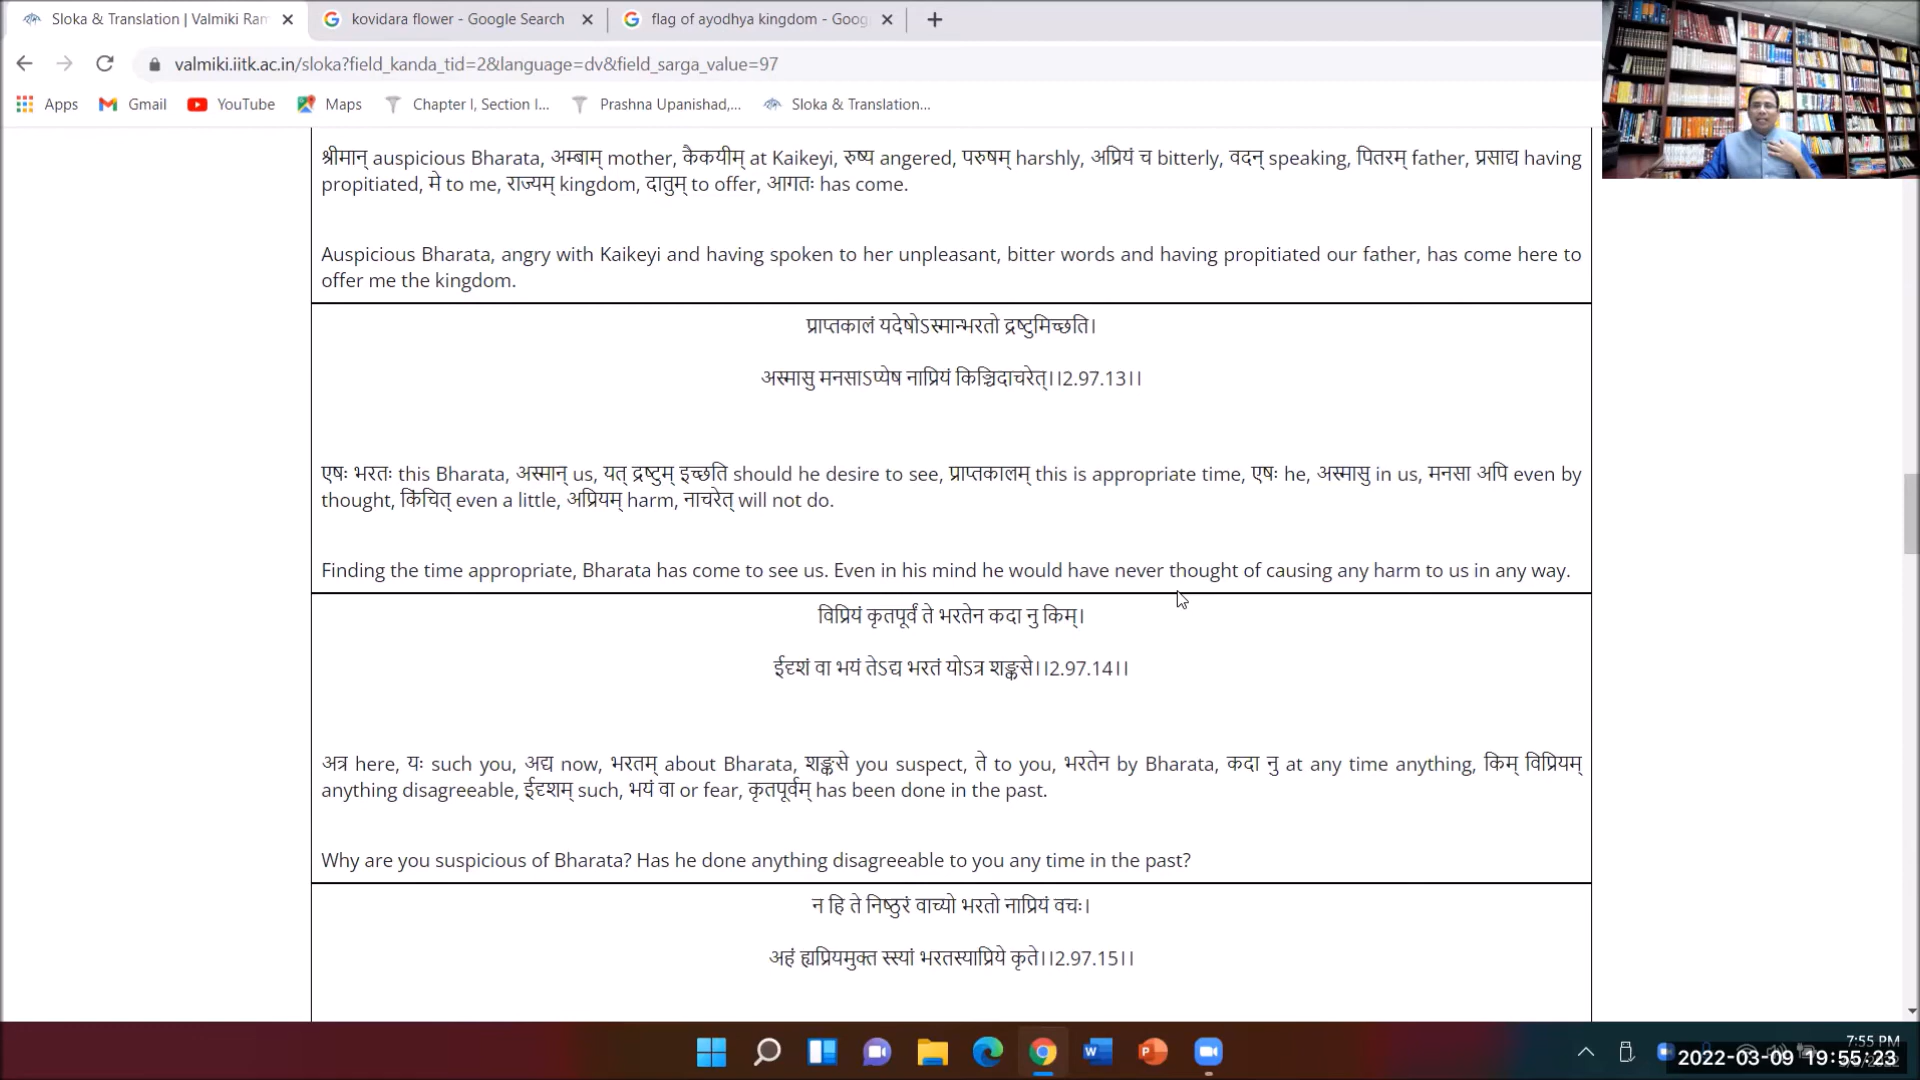 Sloka & Translation | Valmiki Ram
kovidara flower - Google Search
flag of ayodhya kingdom - Goog
valmiki.iitk.ac.in/sloka?field_kanda_tid=2&language=dv&field_sarga_value=97
Apps
Gmail
YouTube
Maps
Chapter I, Section I...
Prashna Upanishad,...
Sloka & Translation...
श्रीमान् auspicious Bharata, अम्बाम् mother, कैकयीम् at Kaikeyi, रुष्य angered, परुषम् harshly, अप्रियं च bitterly, वदन् speaking, पितरम् father, प्रसाद्य having
propitiated, मे to me, राज्यम् kingdom, दातुम् to offer, आगतः has come.
Auspicious Bharata, angry with Kaikeyi and having spoken to her unpleasant, bitter words and having propitiated our father, has come here to
offer me the kingdom.
प्राप्तकालं यदेषोऽस्मान्भरतो द्रष्टुमिच्छति।
अस्मासु मनसाऽप्येष नाप्रियं किञ्चिदाचरेत्।।2.97.13।।
एषः भरतः this Bharata, अस्मान् us, यत् द्रष्टुम् इच्छति should he desire to see, प्राप्तकालम् this is appropriate time, एषः he, अस्मासु in us, मनसा अपि even by
thought, किंचित् even a little, अप्रियम् harm, नाचरेत् will not do.
Finding the time appropriate, Bharata has come to see us. Even in his mind he would have never thought of causing any harm to us in any way.
विप्रियं कृतपूर्वं ते भरतेन कदा नु किम्।
ईदृशं वा भयं तेऽद्य भरतं योऽत्र शङ्कसे।।2.97.14।।
अत्र here, यः such you, अद्य now, भरतम् about Bharata, शङ्कसे you suspect, ते to you, भरतेन by Bharata, कदा नु at any time anything, किम् विप्रियम्
anything disagreeable, ईदृशम् such, भयं वा or fear, कृतपूर्वम् has been done in the past.
Why are you suspicious of Bharata? Has he done anything disagreeable to you any time in the past?
न हि ते निष्ठुरं वाच्यो भरतो नाप्रियं वचः।
अहं ह्यप्रियमुक्त स्स्यां भरतस्याप्रिये कृते।।2.97.15।।
7:55 PM
2022-03-09 19:55:23